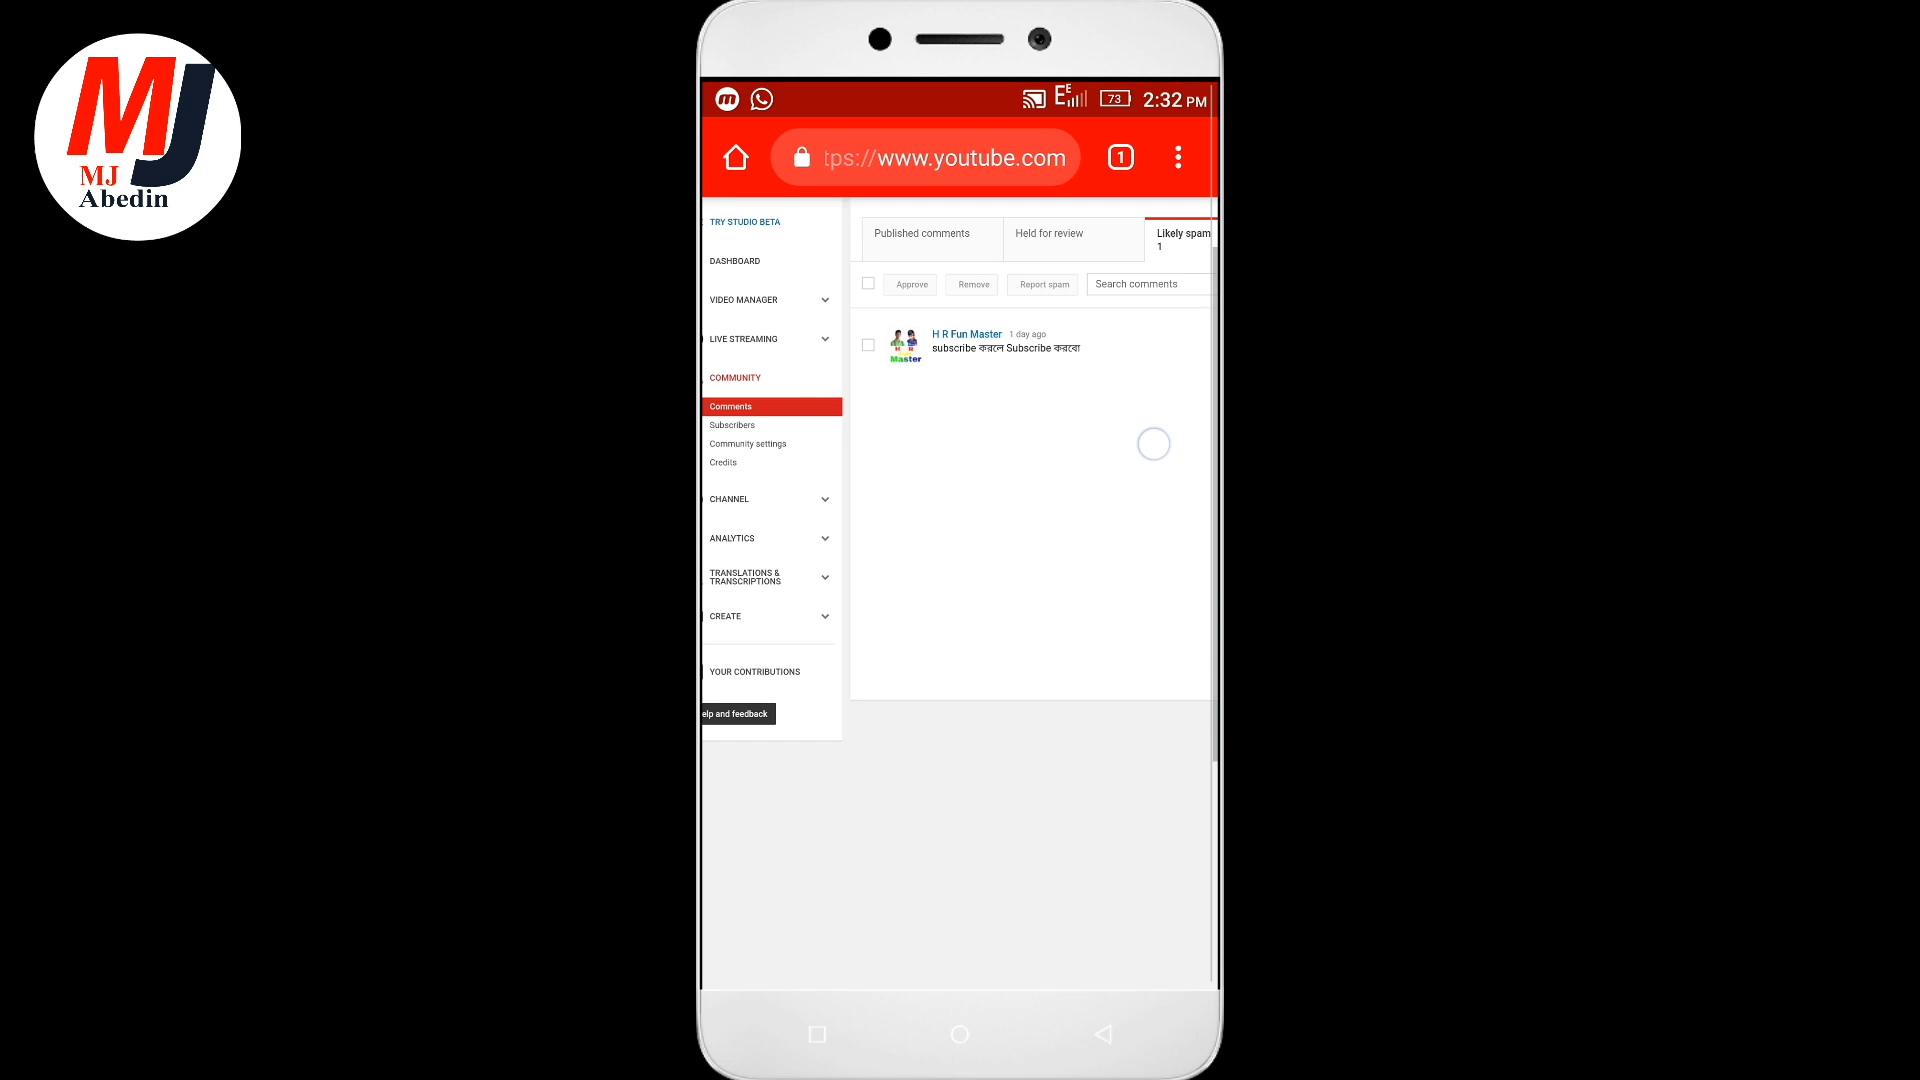 MJ
MJ
Abedin
2:32 PM
73
tps://www.youtube.com
1
TRY STUDIO BETA
DASHBOARD
VIDEO MANAGER
LIVE STREAMING
COMMUNITY
Comments
Subscribers
Community settings
Credits
CHANNEL
ANALYTICS
TRANSLATIONS &
TRANSCRIPTIONS
CREATE
YOUR CONTRIBUTIONS
elp and feedback
Published comments
Held for review
Likely spam
1
Approve
Remove
Report spam
Search comments
H R Fun Master 1 day ago
subscribe করলে Subscribe করবো
H R
Master